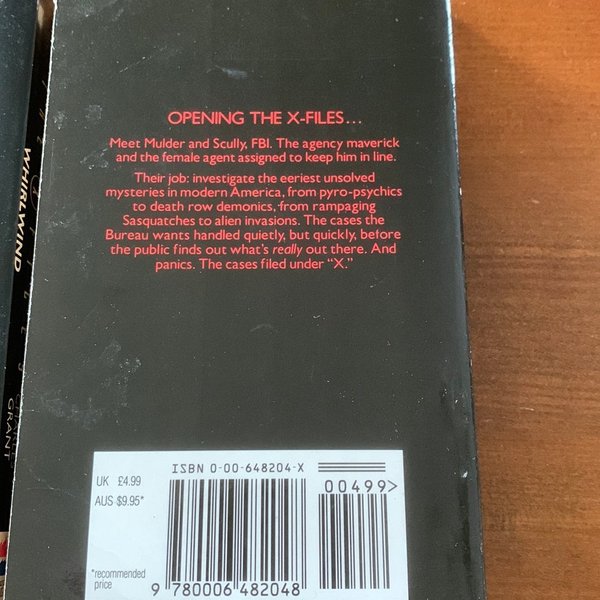 OPENING THE X-FILES...
Meet Mulder and Scully, FBI. The agency maverick
and the female agent assigned to keep him in line.
Their job: investigate the eeriest unsolved
mysteries in modern America, from pyro-psychics
to death row demonics, from rampaging
Sasquatches to alien invasions. The cases the
Bureau wants handled quietly, but quickly, before
the public finds out what's really out there. And
panics. The cases filed under “X.”
WHIRLWIND
GRANT
ISBN 0-00-648204-X
UK £4.99
AUS $9.95*
00499>
*recommended
price
9 780006 482048